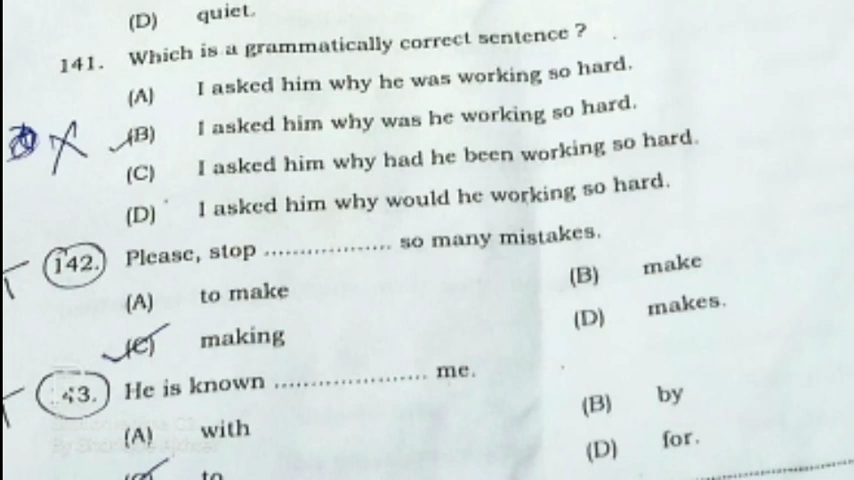 (D) quiet.
141. Which is a grammatically correct sentence ?
(A) I asked him why he was working so hard.
(B) I asked him why was he working so hard.
(C) I asked him why had he been working so hard.
(D) I asked him why would he working so hard.
142. Please, stop .................. so many mistakes.
(A) to make (B) make
(C) making (D) makes.
43. He is known ...................... me.
(A) with (B) by
to (D) for.